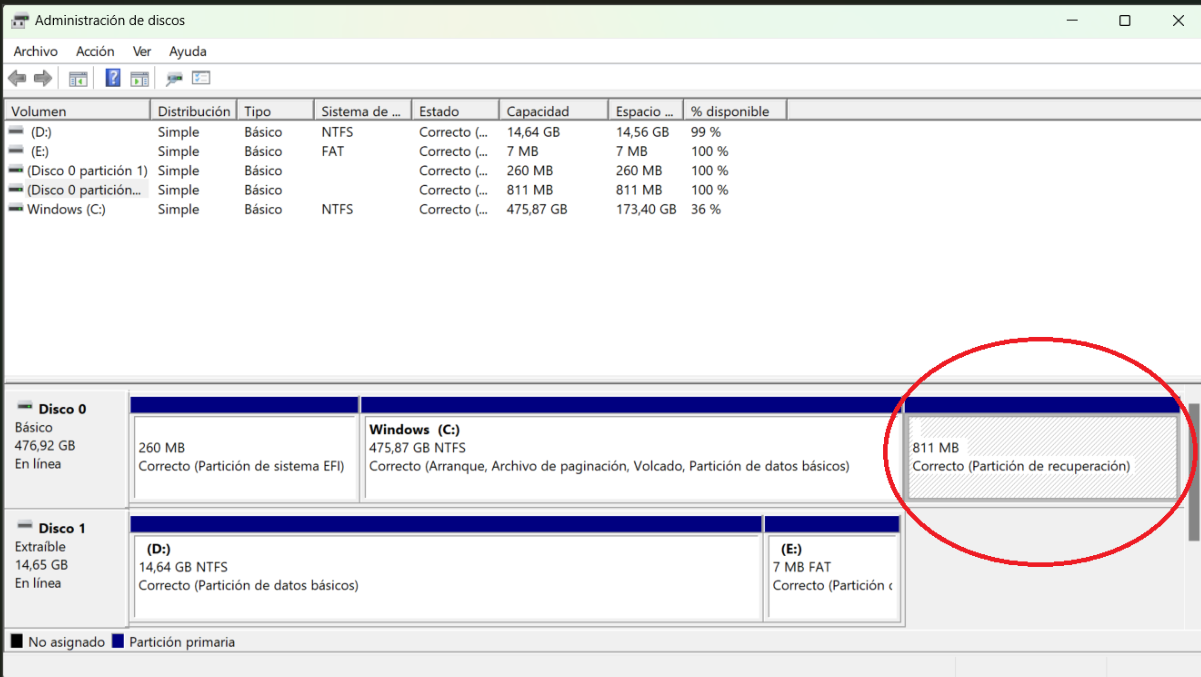 Administración de discos
Archivo Acción Ver Ayuda
Volumen Distribución Tipo Sistema de ... Estado Capacidad Espacio ... % disponible
(D:) Simple Básico NTFS Correcto (... 14,64 GB 14,56 GB 99 %
(E:) Simple Básico FAT Correcto (... 7 MB 7 MB 100 %
(Disco 0 partición 1) Simple Básico Correcto (... 260 MB 260 MB 100 %
(Disco 0 partición... Simple Básico Correcto (... 811 MB 811 MB 100 %
Windows (C:) Simple Básico NTFS Correcto (... 475,87 GB 173,40 GB 36 %
Disco 0
Básico
476,92 GB
En línea
260 MB
Correcto (Partición de sistema EFI)
Windows (C:)
475,87 GB NTFS
Correcto (Arranque, Archivo de paginación, Volcado, Partición de datos básicos)
811 MB
Correcto (Partición de recuperación)
Disco 1
Extraíble
14,65 GB
En línea
(D:)
14,64 GB NTFS
Correcto (Partición de datos básicos)
(E:)
7 MB FAT
Correcto (Partición
No asignado Partición primaria